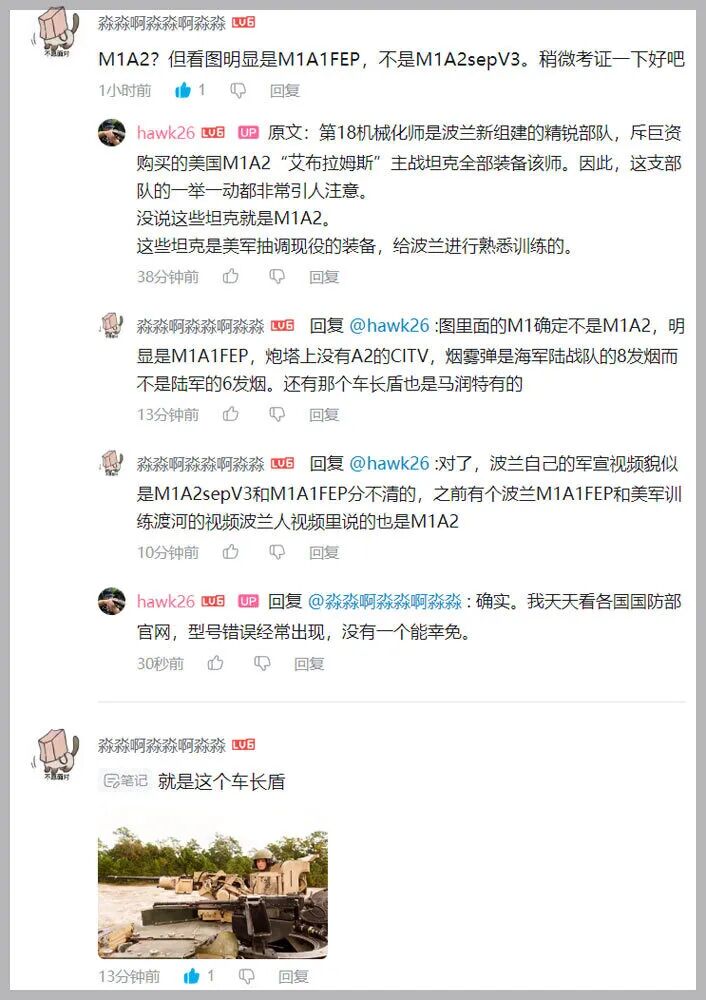 淼淼啊淼淼啊淼淼 LV6
M1A2？但看图明显是M1A1FEP，不是M1A2sepV3。稍微考证一下好吧
1小时前 1 回复
hawk26 LV6 UP 原文：第18机械化师是波兰新组建的精锐部队，斥巨资
购买的美国M1A2“艾布拉姆斯”主战坦克全部装备该师。因此，这支部
队的一举一动都非常引人注意。
没说这些坦克就是M1A2。
这些坦克是美军抽调现役的装备，给波兰进行熟悉训练的。
38分钟前 回复
淼淼啊淼淼啊淼淼 LV6 回复 @hawk26 :图里面的M1确定不是M1A2，明
显是M1A1FEP，炮塔上没有A2的CITV，烟雾弹是海军陆战队的8发烟而
不是陆军的6发烟。还有那个车长盾也是马润特有的
13分钟前 回复
淼淼啊淼淼啊淼淼 LV6 回复 @hawk26 :对了，波兰自己的军宣视频貌似
是M1A2sepV3和M1A1FEP分不清的，之前有个波兰M1A1FEP和美军训
练渡河的视频波兰人视频里说的也是M1A2
10分钟前 回复
hawk26 LV6 UP 回复 @淼淼啊淼淼啊淼淼 : 确实。我天天看各国国防部
官网，型号错误经常出现，没有一个能幸免。
30秒前 回复
淼淼啊淼淼啊淼淼 LV6
笔记 就是这个车长盾
13分钟前 1 回复